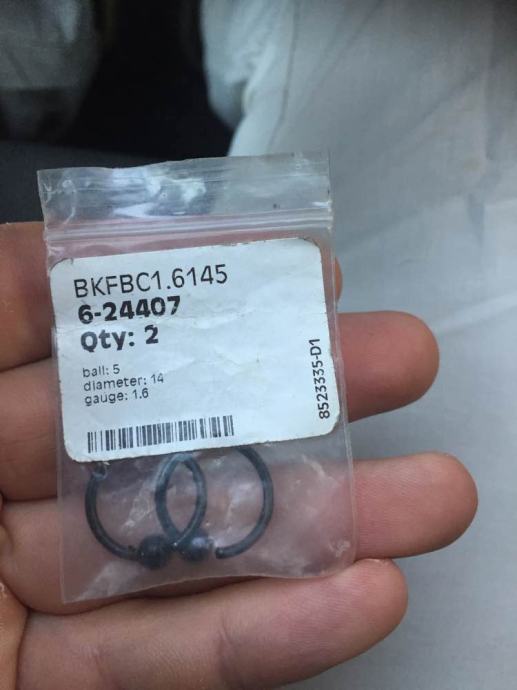 BKFBC1.6145
6-24407
Qty: 2
ball: 5
diameter: 14
gauge: 1.6
8523335-D1